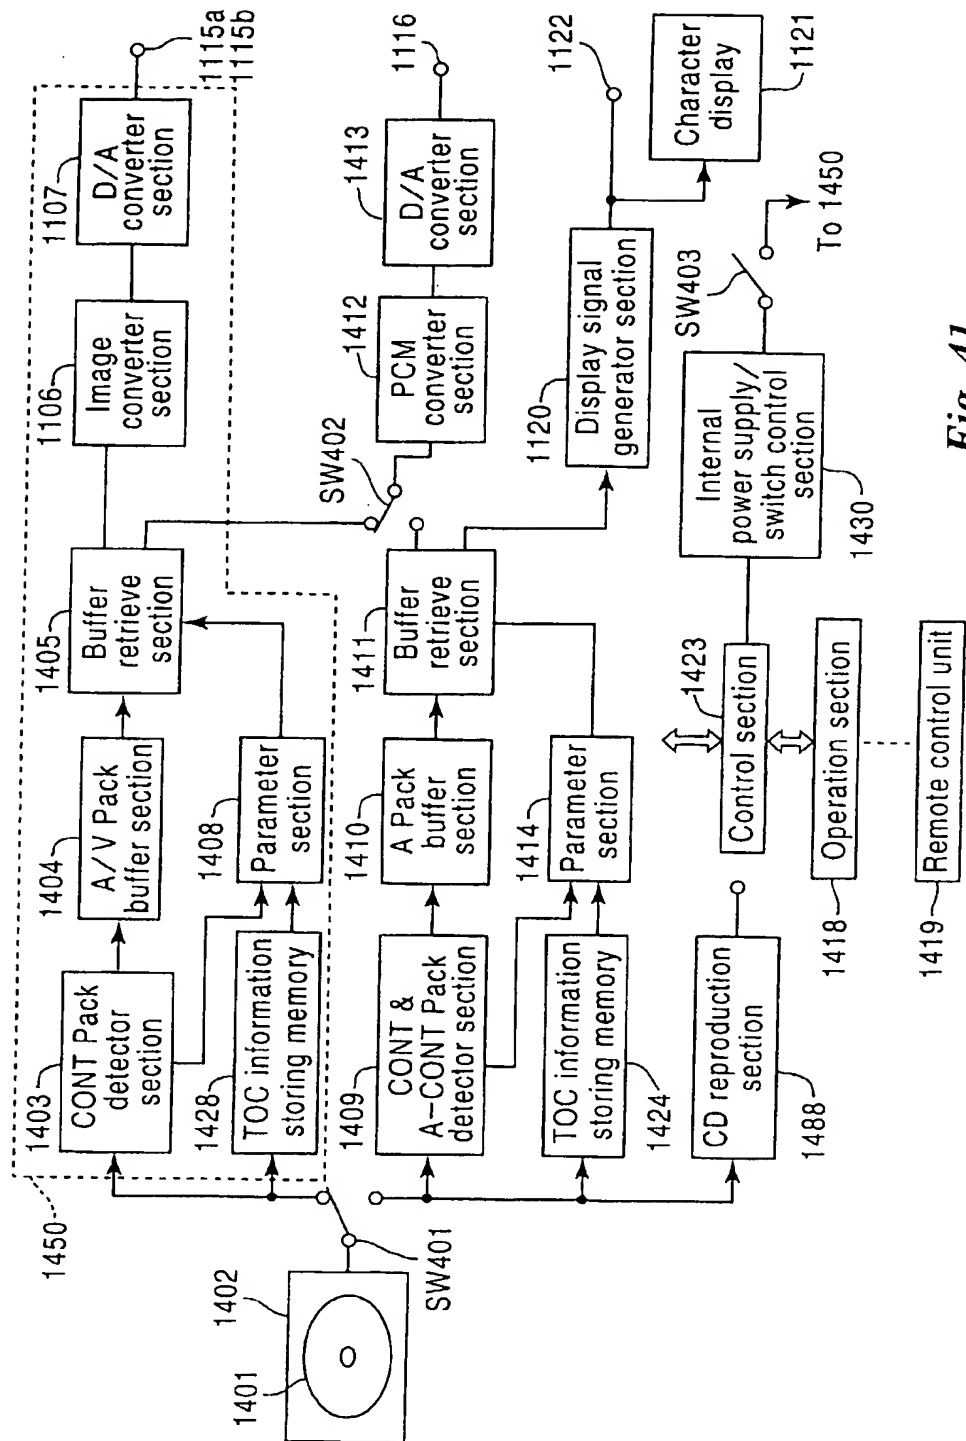 1450
1403
CONT Pack
detector
section
1404
A/V Pack
buffer section
1405
Buffer
retrieve
section
1106
Image
converter
section
1107
D/A
converter
section
1115a
1115b
1428
TOC information
storing memory
1408
Parameter
section
1402
1401
SW401
1409
CONT &
A-CONT Pack
detector section
1410
A Pack
buffer
section
1411
Buffer
retrieve
section
SW402
1412
PCM
converter
section
1413
D/A
converter
section
1116
TOC information
storing memory
1424
1414
Parameter
section
1120
Display signal
generator section
1122
Character
display
1121
CD reproduction
section
1488
1423
Control section
Internal
power supply/
switch control
section
1430
SW403
To 1450
1418
Operation section
1419
Remote control unit
Fig. 41